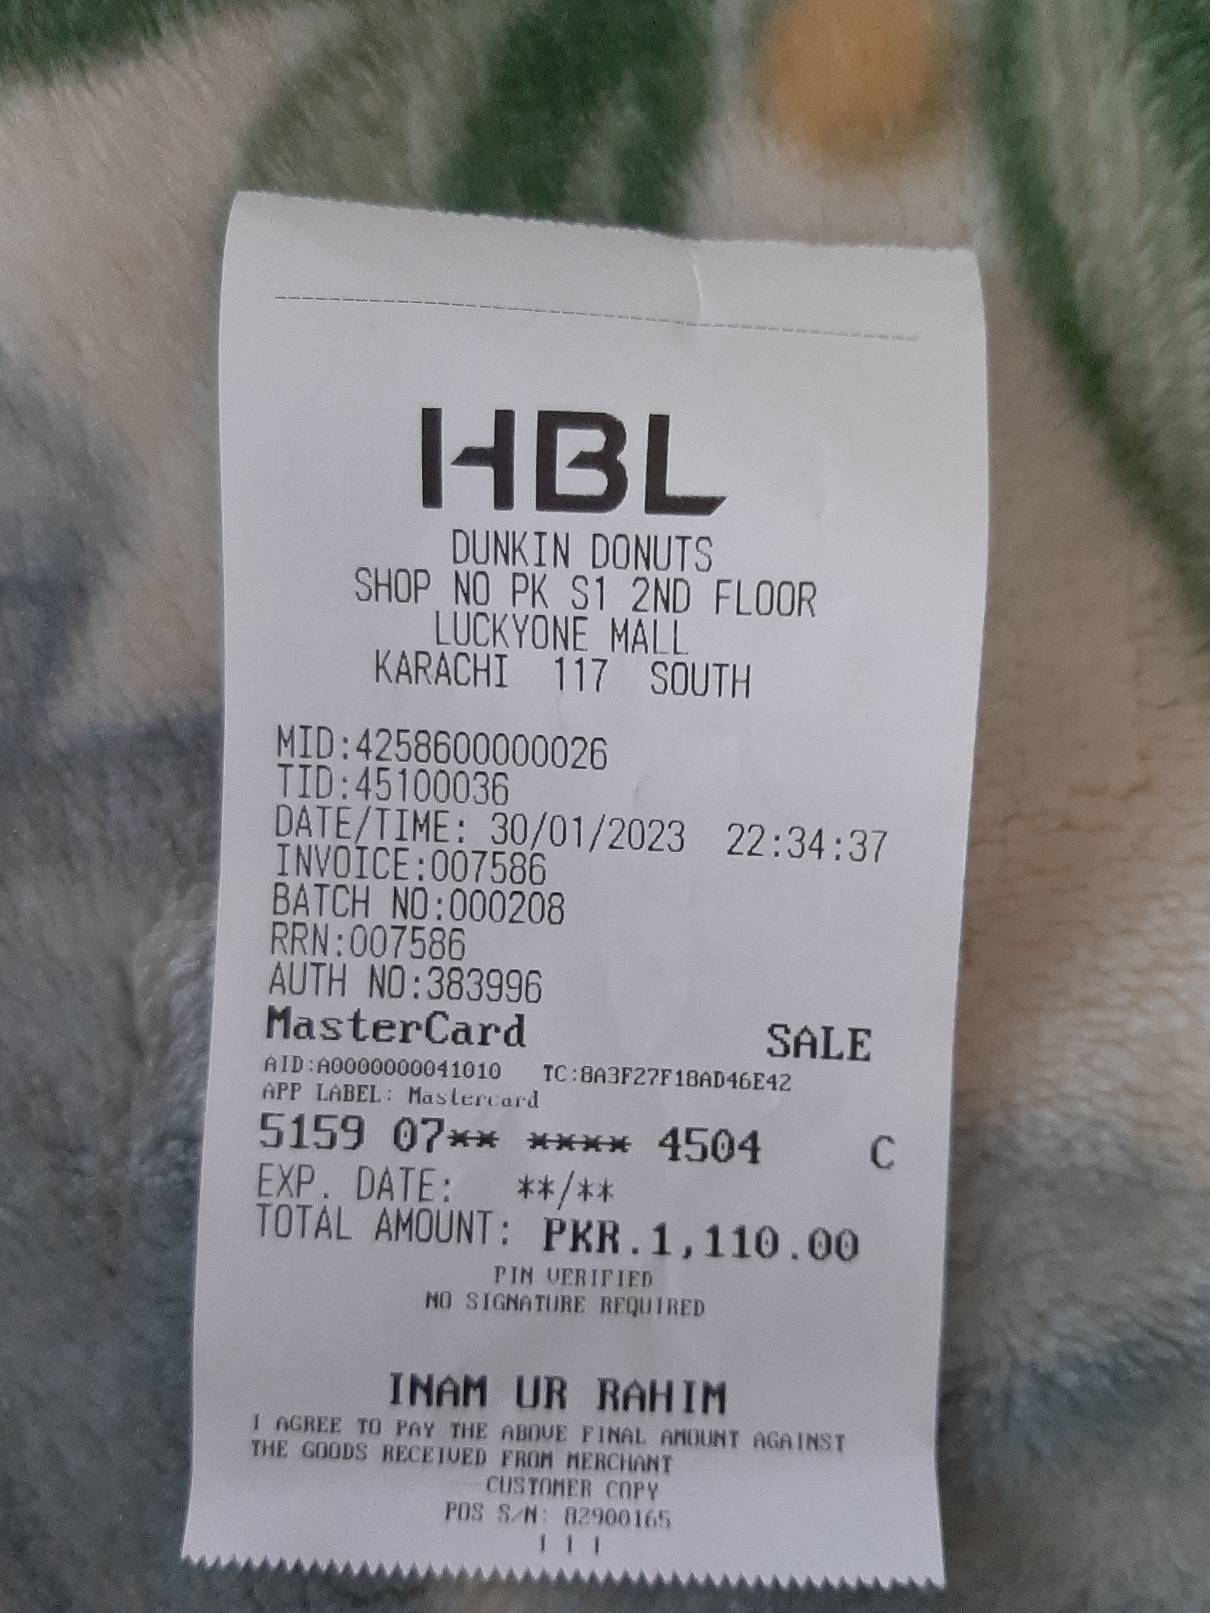 HBL
DUNKIN DONUTS
SHOP NO PK S1 2ND FLOOR
LUCKYONE MALL
KARACHI 117 SOUTH
MID:4258600000026
TID:45100036
DATE/TIME: 30/01/2023 22:34:37
INVOICE:007586
BATCH NO:000208
RRN:007586
AUTH NO:383996
MasterCard SALE
AID:A0000000041010 TC:8A3F27F18AD46E42
APP LABEL: Mastercard
5159 07** **** 4504 C
EXP. DATE: **/**
TOTAL AMOUNT: PKR.1,110.00
PIN VERIFIED
NO SIGNATURE REQUIRED
INAM UR RAHIM
I AGREE TO PAY THE ABOVE FINAL AMOUNT AGAINST
THE GOODS RECEIVED FROM MERCHANT
CUSTOMER COPY
POS S/N: 82900165
1 1 1